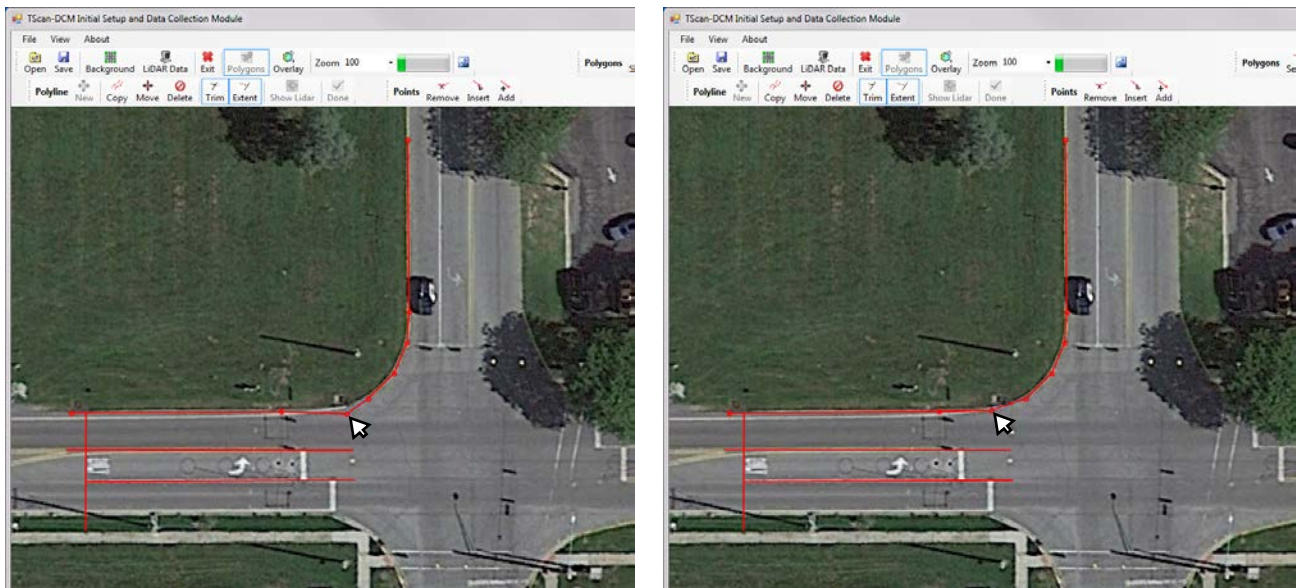 TScan-DCM Initial Setup and Data Collection Module
File View About
Open Save Background LiDAR Data Exit Polygons Overlay Zoom 100 Polygons
Polyline New Copy Move Delete Trim Extent Show Lidar Done Points Remove Insert Add
TScan-DCM Initial Setup and Data Collection Module
File View About
Open Save Background LiDAR Data Exit Polygons Overlay Zoom 100 Polygons
Polyline New Copy Move Delete Trim Extent Show Lidar Done Points Remove Insert Add